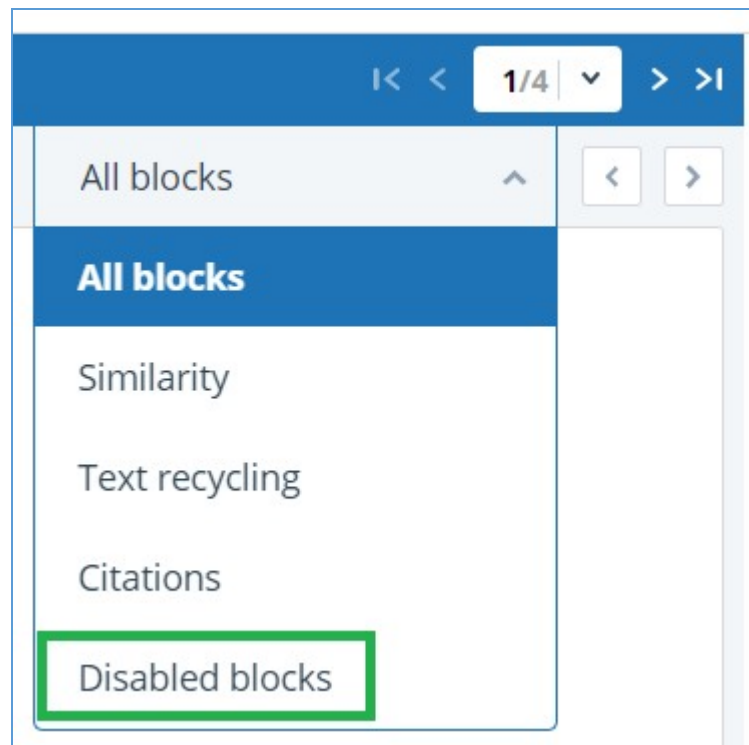 1/4
All blocks
All blocks
Similarity
Text recycling
Citations
Disabled blocks